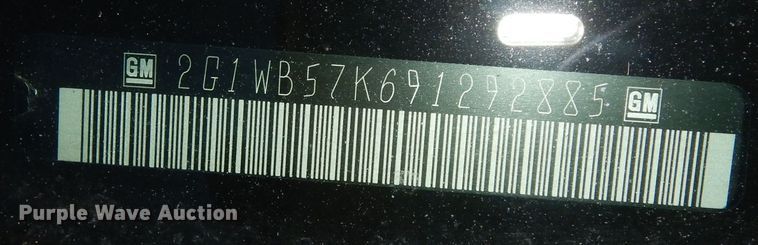 GM 2G1WB57K691292885 GM
Purple Wave Auction